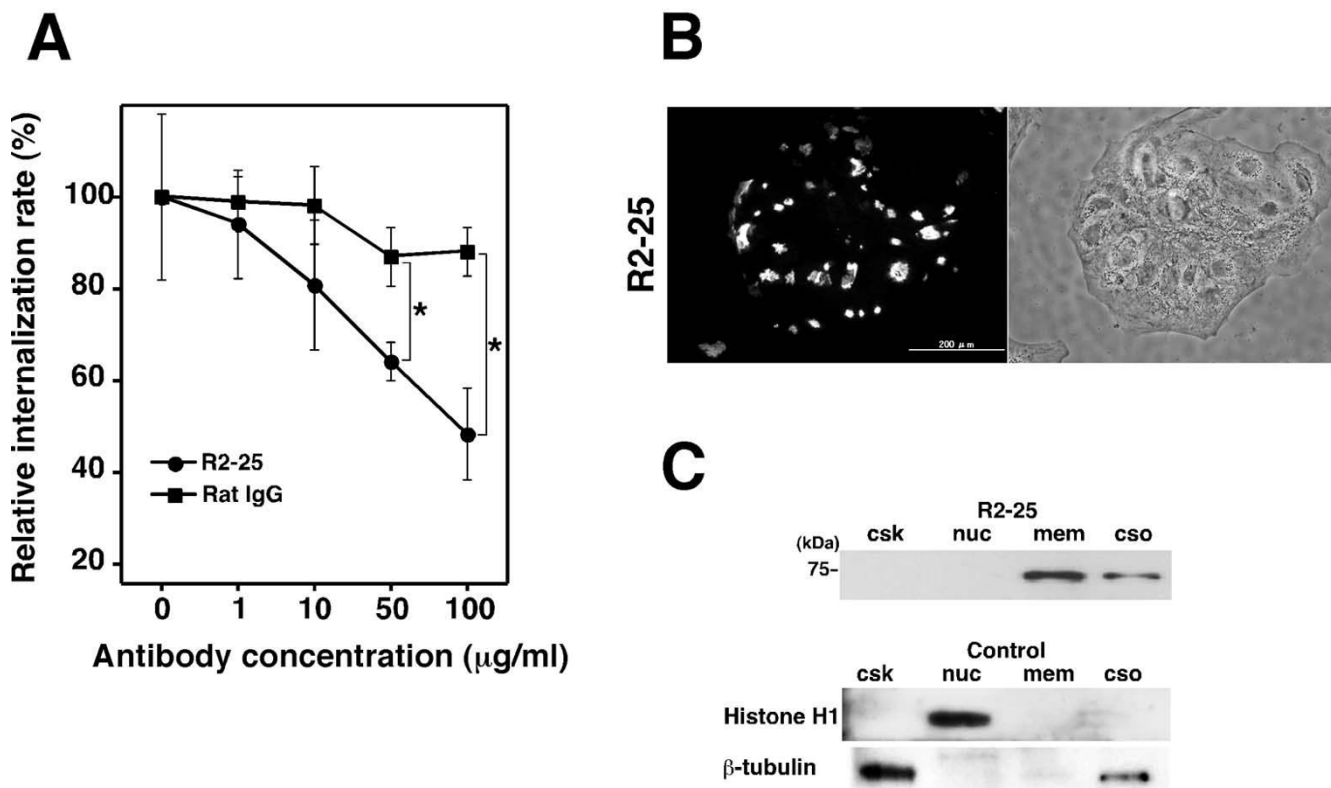 A
Relative internalization rate (%)
100
80
60
40
20
*
*
R2-25
Rat IgG
0 1 10 50 100
Antibody concentration (μg/ml)
B
R2-25
200 μm
C
R2-25
(kDa) csk nuc mem cso
75-
Control
csk nuc mem cso
Histone H1
β-tubulin